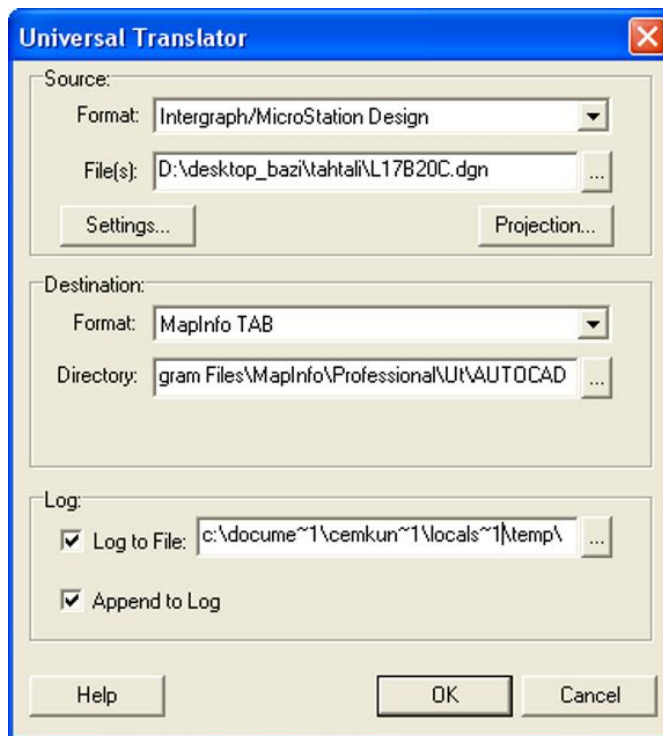 Universal Translator
Source:
Format: Intergraph/MicroStation Design
File(s): D:\desktop_bazi\tahtali\L17B20C.dgn ...
Settings... Projection...
Destination:
Format: MapInfo TAB
Directory: gram Files\MapInfo\Professional\Ut\AUTOCAD ...
Log:
Log to File: c:\docume~1\cemkun~1\locals~1\temp\ ...
Append to Log
Help OK Cancel